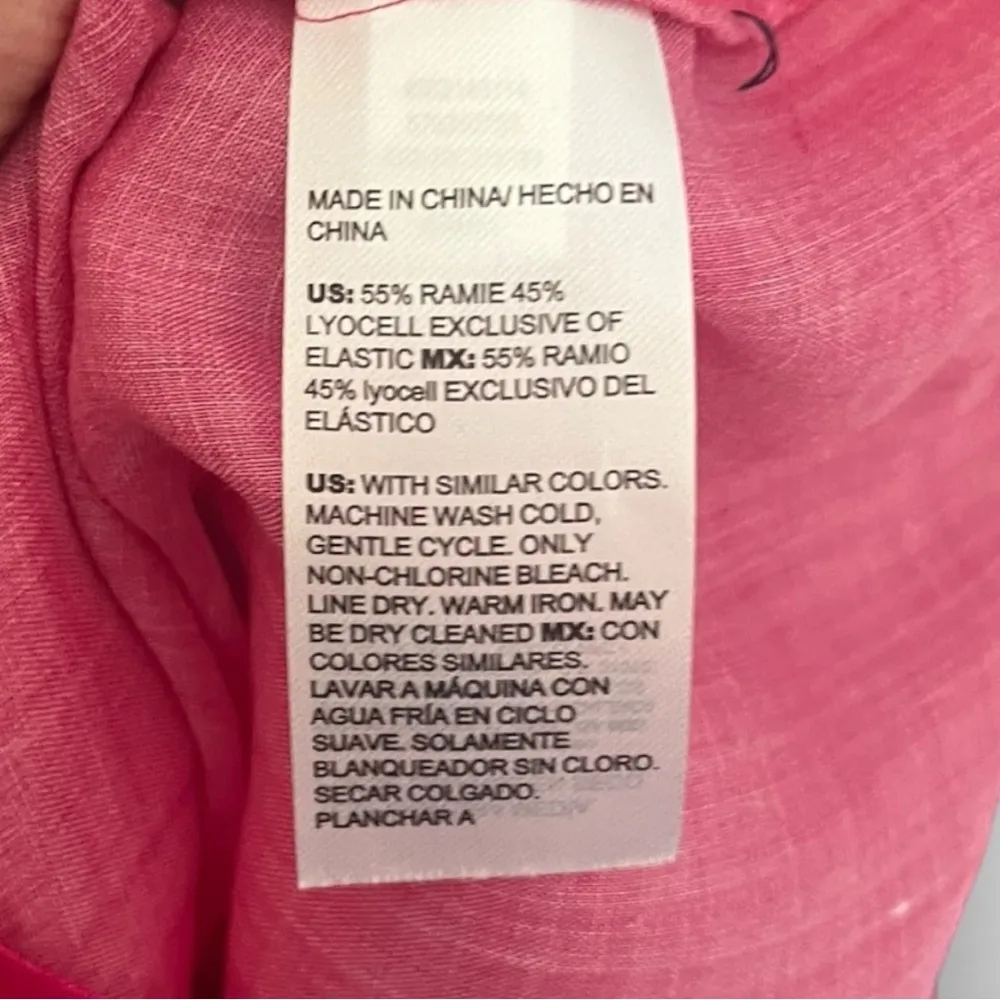 MADE IN CHINA/ HECHO EN
CHINA
US: 55% RAMIE 45%
LYOCELL EXCLUSIVE OF
ELASTIC MX: 55% RAMIO
45% lyocell EXCLUSIVO DEL
ELÁSTICO
US: WITH SIMILAR COLORS.
MACHINE WASH COLD,
GENTLE CYCLE. ONLY
NON-CHLORINE BLEACH.
LINE DRY. WARM IRON. MAY
BE DRY CLEANED MX: CON
COLORES SIMILARES.
LAVAR A MÁQUINA CON
AGUA FRÍA EN CICLO
SUAVE. SOLAMENTE
BLANQUEADOR SIN CLORO.
SECAR COLGADO.
PLANCHAR A